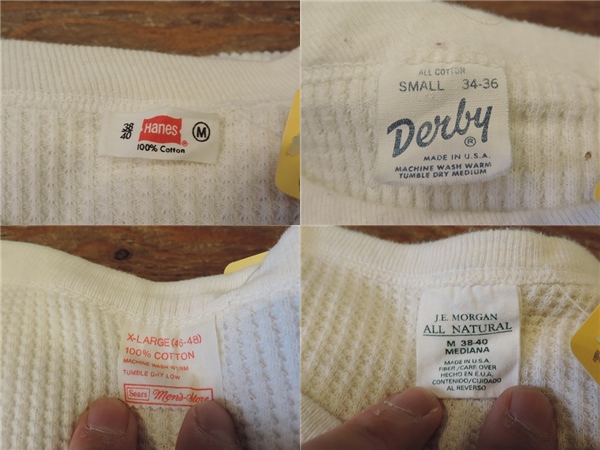 38
40
Hanes
®
M
100% Cotton
ALL COTTON
SMALL 34-36
Derby
®
MADE IN U.S.A.
MACHINE WASH WARM
TUMBLE DRY MEDIUM
X-LARGE (46-48)
100% COTTON
MACHINE WASH WARM
TUMBLE DRY LOW
Sears Men's Store
J.E. MORGAN
ALL NATURAL
M 38-40
MEDIANA
MADE IN U.S.A.
FIBER/CARE OVER
HECHO EN E.U.A.
CONTENIDO/CUIDADO
AL REVERSO